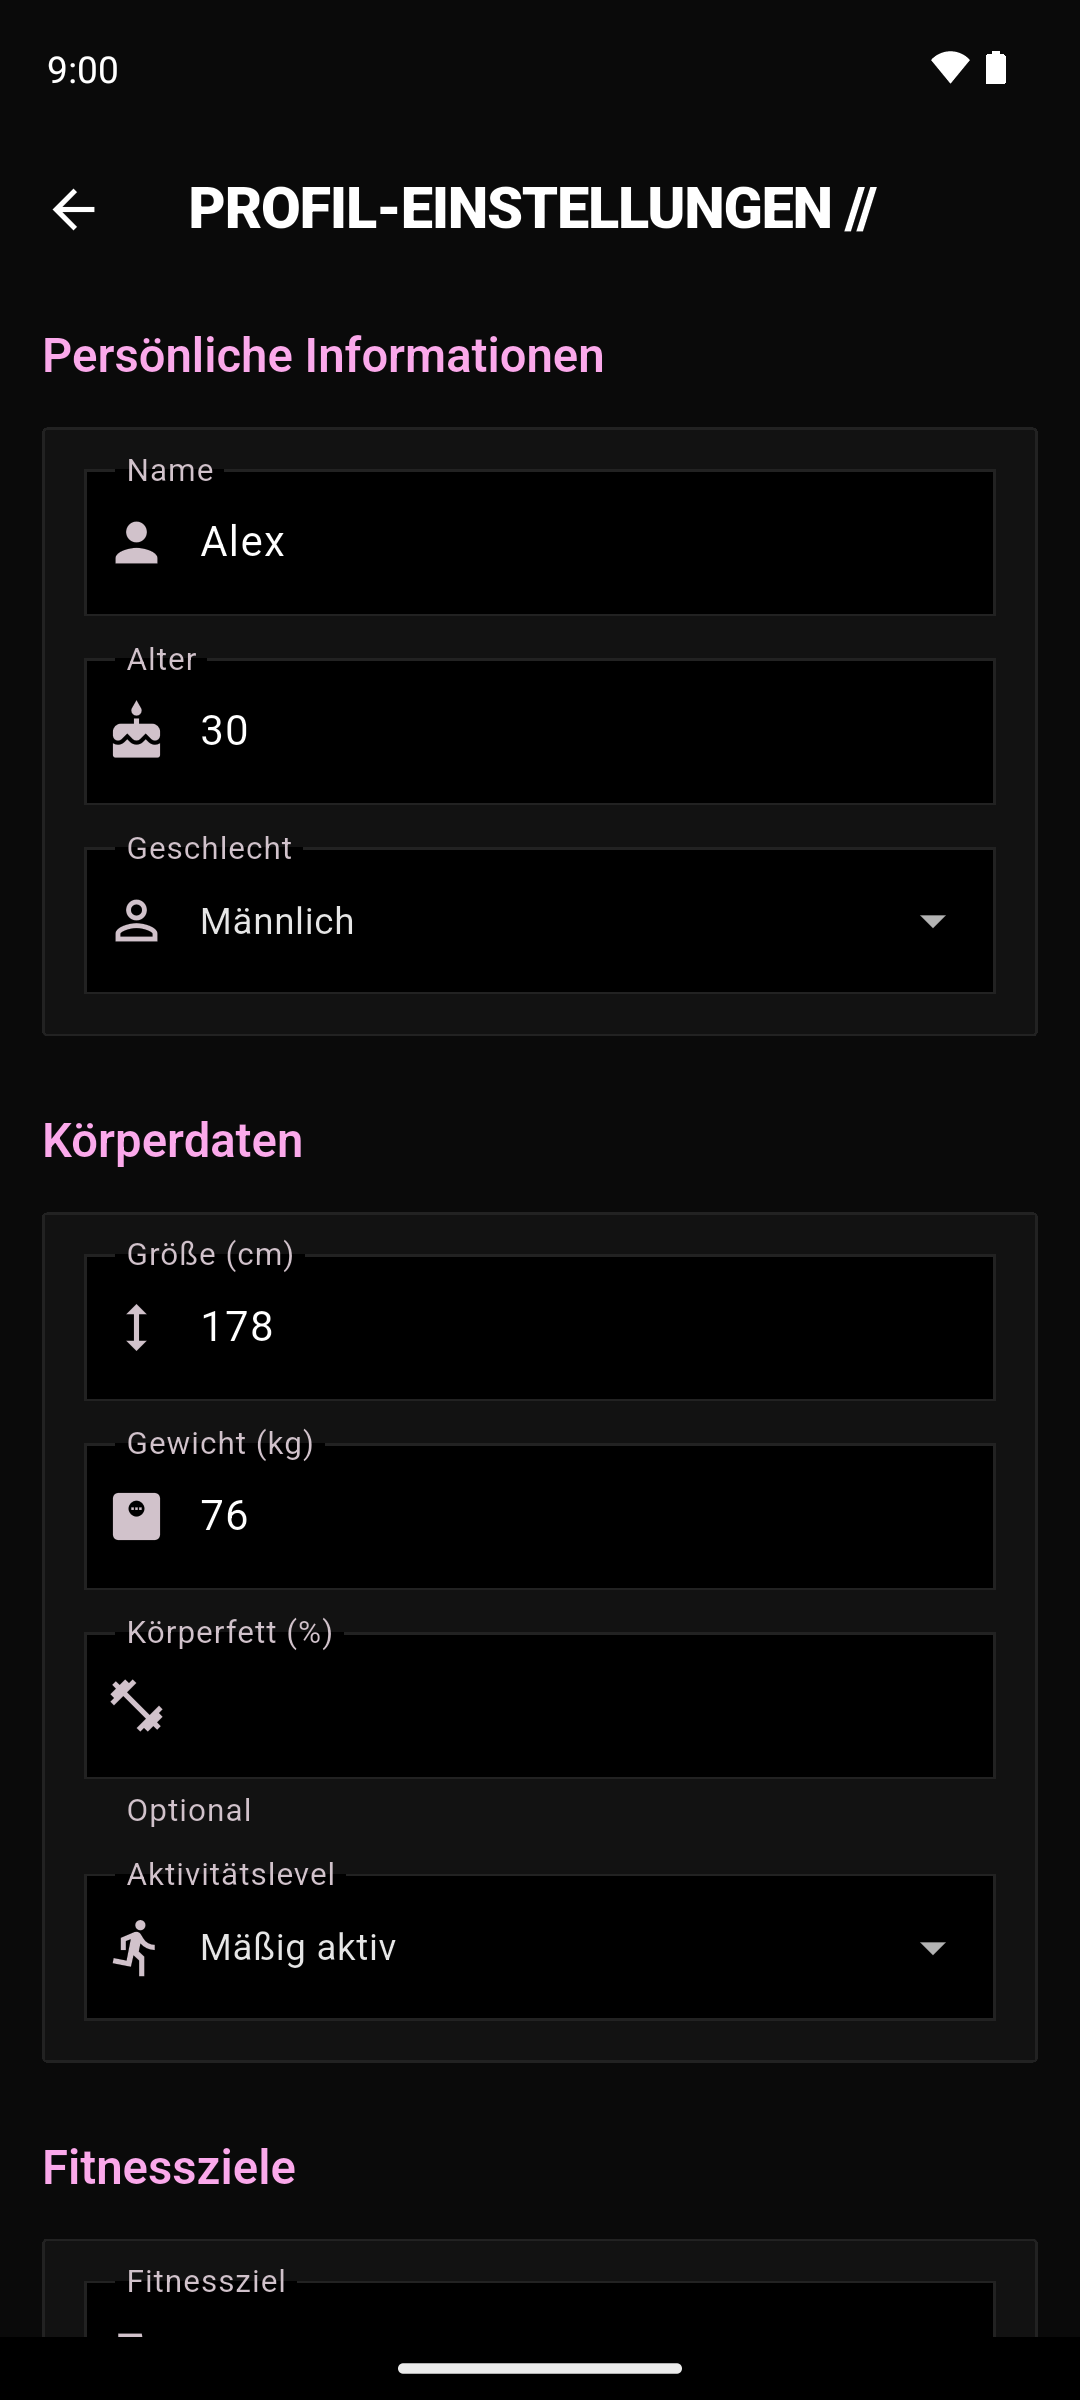 9:00
PROFIL-EINSTELLUNGEN //
Persönliche Informationen
Name
Alex
Alter
30
Geschlecht
Männlich
Körperdaten
Größe (cm)
178
Gewicht (kg)
76
Körperfett (%)
Optional
Aktivitätslevel
Mäßig aktiv
Fitnessziele
Fitnessziel